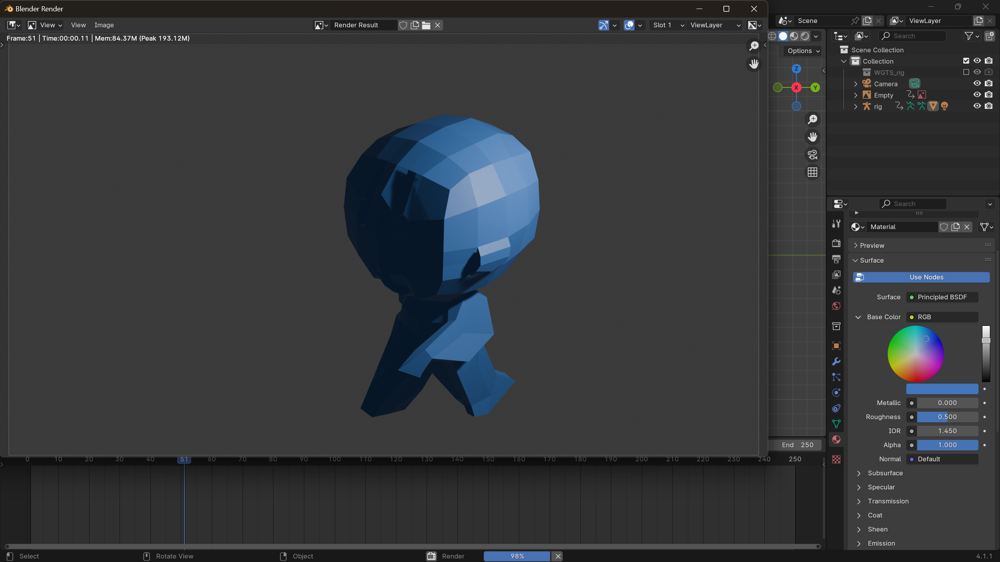 Blender Render
View View Image Render Result Slot 1 ViewLayer
Scene ViewLayer
Frame:51 | Time:00:00.11 | Mem:84.37M (Peak 193.12M)
Search
Options
Scene Collection
Collection
WGTS_rig
Camera
Empty
rig
Z
X Y
Search
Material
Preview
Surface
Use Nodes
Surface Principled BSDF
Base Color RGB
Metallic 0.000
Roughness 0.500
IOR 1.450
Alpha 1.000
Normal Default
Subsurface
Specular
Transmission
Coat
Sheen
Emission
End 250
0 10 20 30 40 51 60 70 80 90 100 110 120 130 140 150 160 170 180 190 200 210 220 230 240 250
Select Rotate View Object Render 98% 4.1.1